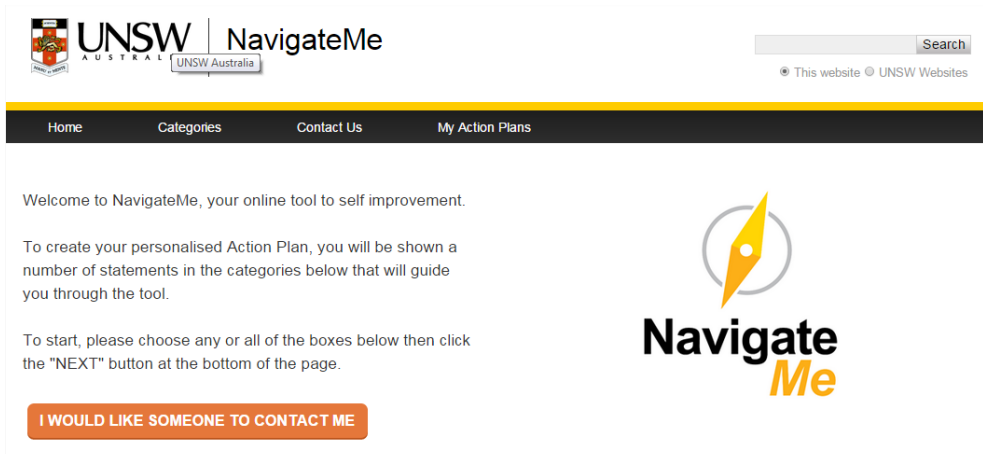 UNSW
AUSTRAL
UNSW Australia
NavigateMe
Search
This website UNSW Websites
Home Categories Contact Us My Action Plans
Welcome to NavigateMe, your online tool to self improvement.
To create your personalised Action Plan, you will be shown a
number of statements in the categories below that will guide
you through the tool.
To start, please choose any or all of the boxes below then click
the "NEXT" button at the bottom of the page.
I WOULD LIKE SOMEONE TO CONTACT ME
Navigate
Me